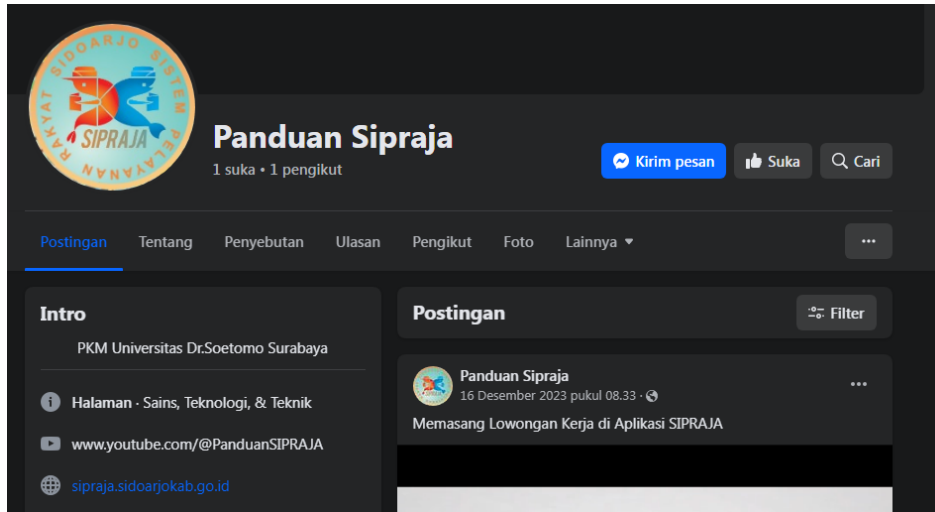 SIDOARJO SISTEM PELAYANAN RAKYAT
SIPRAJA
Panduan Sipraja
1 suka • 1 pengikut
Kirim pesan
Suka
Cari
Postingan
Tentang
Penyebutan
Ulasan
Pengikut
Foto
Lainnya
Intro
PKM Universitas Dr.Soetomo Surabaya
Halaman · Sains, Teknologi, & Teknik
www.youtube.com/@PanduanSIPRAJA
sipraja.sidoarjokab.go.id
Postingan
Filter
Panduan Sipraja
16 Desember 2023 pukul 08.33 ·
Memasang Lowongan Kerja di Aplikasi SIPRAJA